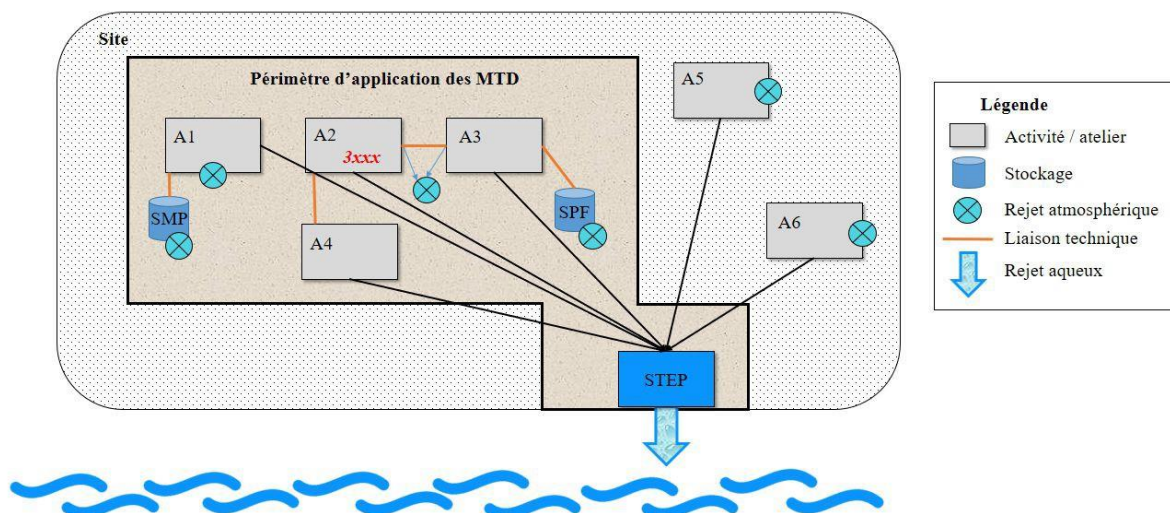 Site
Périmètre d’application des MTD
A1
A2
3xxx
A3
A4
SMP
SPF
A5
A6
STEP
Légende
Activité / atelier
Stockage
Rejet atmosphérique
Liaison technique
Rejet aqueux